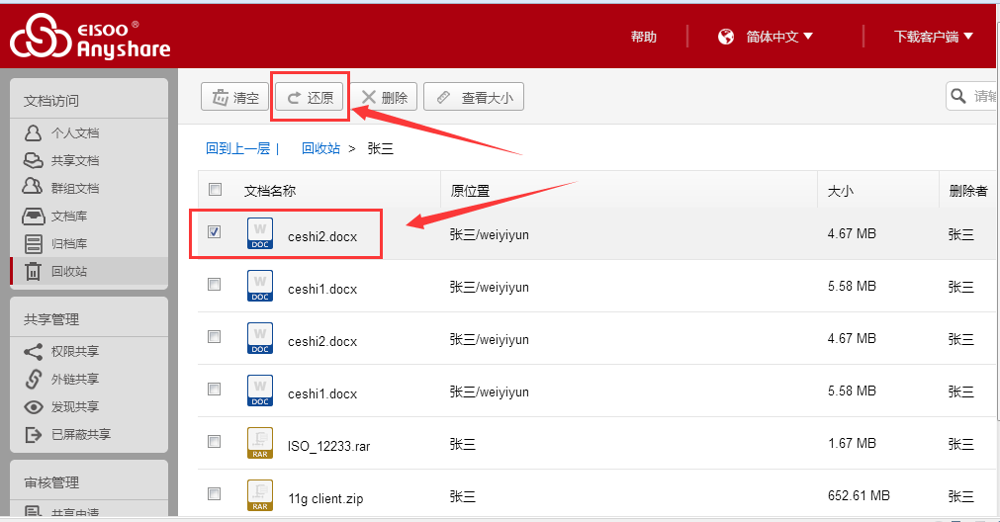 EISOO®
Anyshare
帮助
简体中文
下载客户端
文档访问
个人文档
共享文档
群组文档
文档库
归档库
回收站
共享管理
权限共享
外链共享
发现共享
已屏蔽共享
审核管理
共享申请
清空 还原 删除 查看大小
请输
回到上一层 | 回收站 > 张三
文档名称 原位置 大小 删除者
W DOC ceshi2.docx 张三/weiyiyun 4.67 MB 张三
W DOC ceshi1.docx 张三/weiyiyun 5.58 MB 张三
W DOC ceshi2.docx 张三/weiyiyun 4.67 MB 张三
W DOC ceshi1.docx 张三/weiyiyun 5.58 MB 张三
RAR ISO_12233.rar 张三 1.67 MB 张三
RAR 11g client.zip 张三 652.61 MB 张三